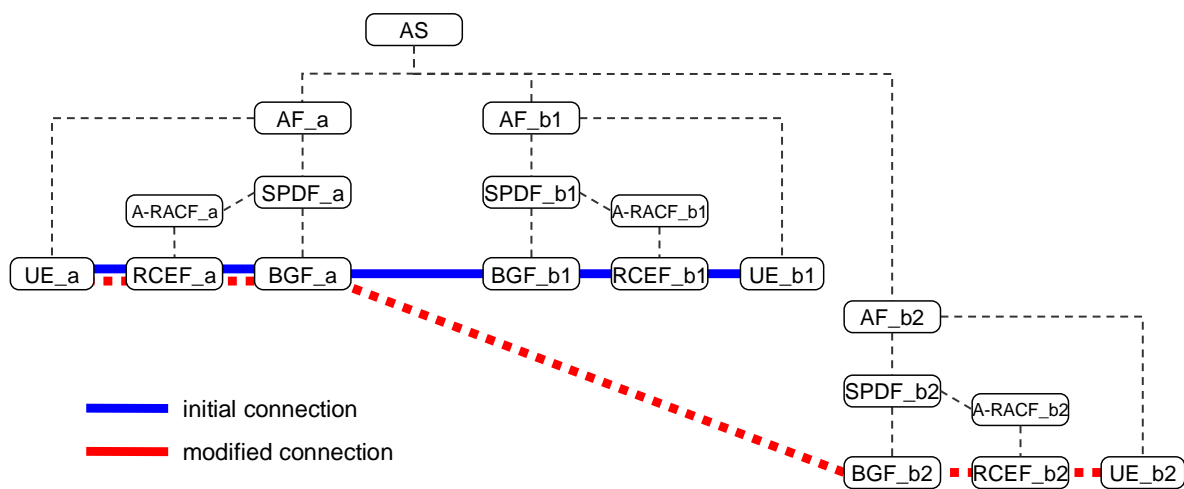 AS
AF_a
AF_b1
SPDF_a
SPDF_b1
A-RACF_a
A-RACF_b1
UE_a
RCEF_a
BGF_a
BGF_b1
RCEF_b1
UE_b1
AF_b2
SPDF_b2
A-RACF_b2
initial connection
modified connection
BGF_b2
RCEF_b2
UE_b2